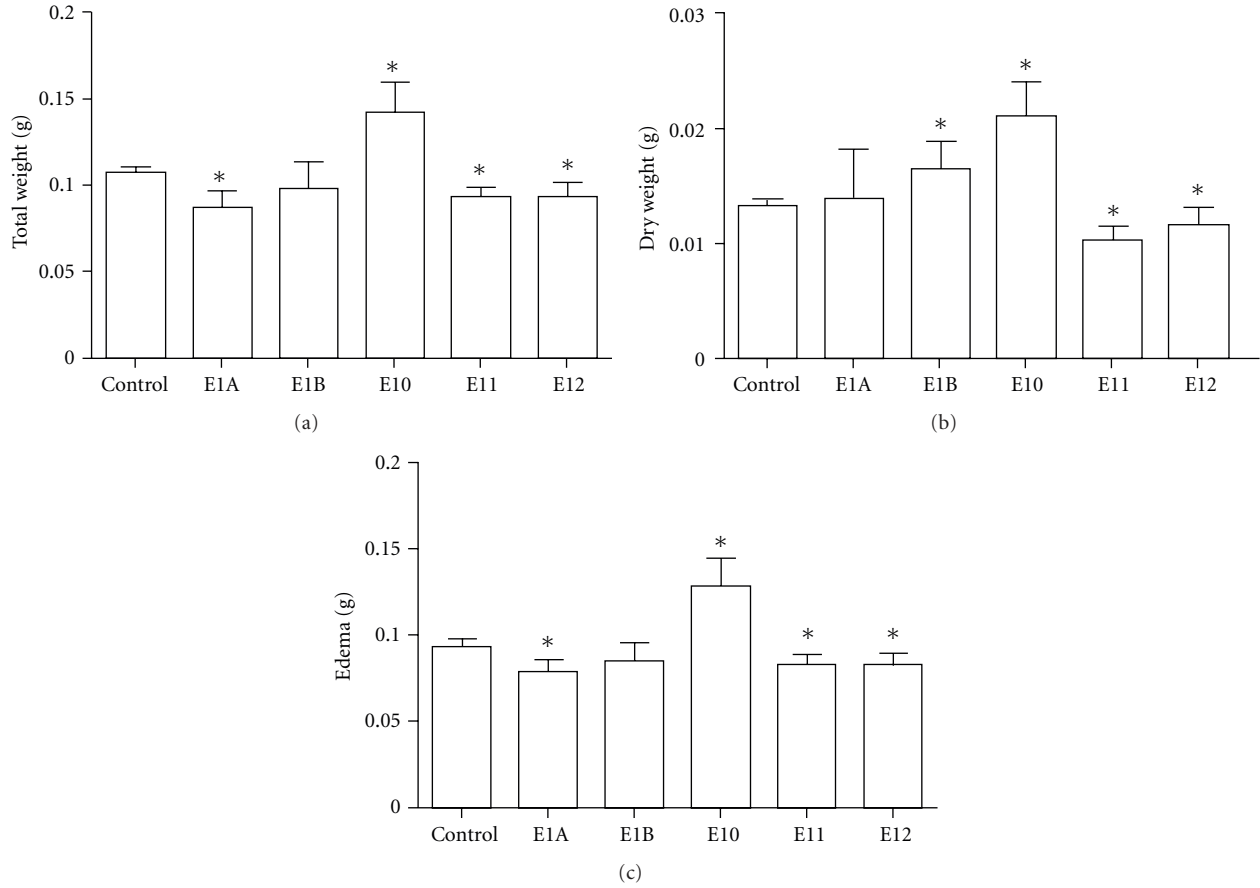 0.2
0.15
0.1
0.05
0
Total weight (g)
*
*
*
*
Control E1A E1B E10 E11 E12
(a)
0.03
0.02
0.01
0
Dry weight (g)
*
*
*
*
Control E1A E1B E10 E11 E12
(b)
0.2
0.15
0.1
0.05
0
Edema (g)
*
*
*
*
Control E1A E1B E10 E11 E12
(c)